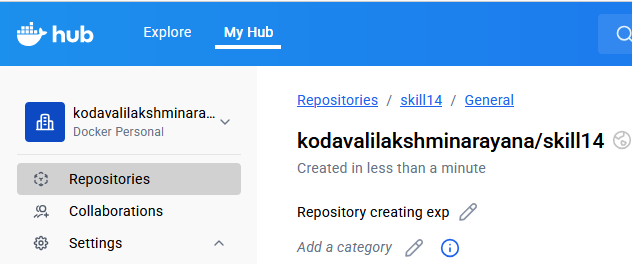 hub Explore My Hub
kodavalilakshminara...
Docker Personal
Repositories
Collaborations
Settings
Repositories / skill14 / General
kodavalilakshminarayana/skill14
Created in less than a minute
Repository creating exp
Add a category